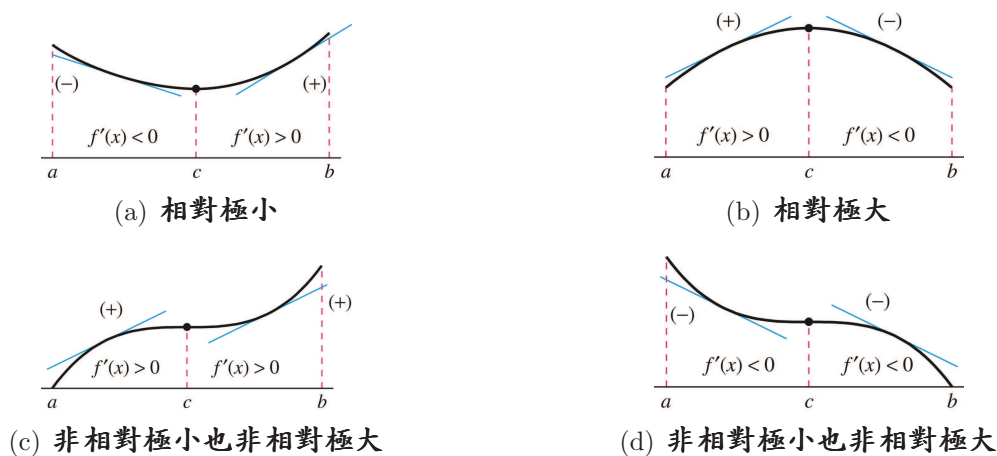 (−) (+)
f′(x) < 0 f′(x) > 0
a c b
(a) 相對極小
(+) (−)
f′(x) > 0 f′(x) < 0
a c b
(b) 相對極大
(+) (+)
f′(x) > 0 f′(x) > 0
a c b
(c) 非相對極小也非相對極大
(−) (−)
f′(x) < 0 f′(x) < 0
a c b
(d) 非相對極小也非相對極大